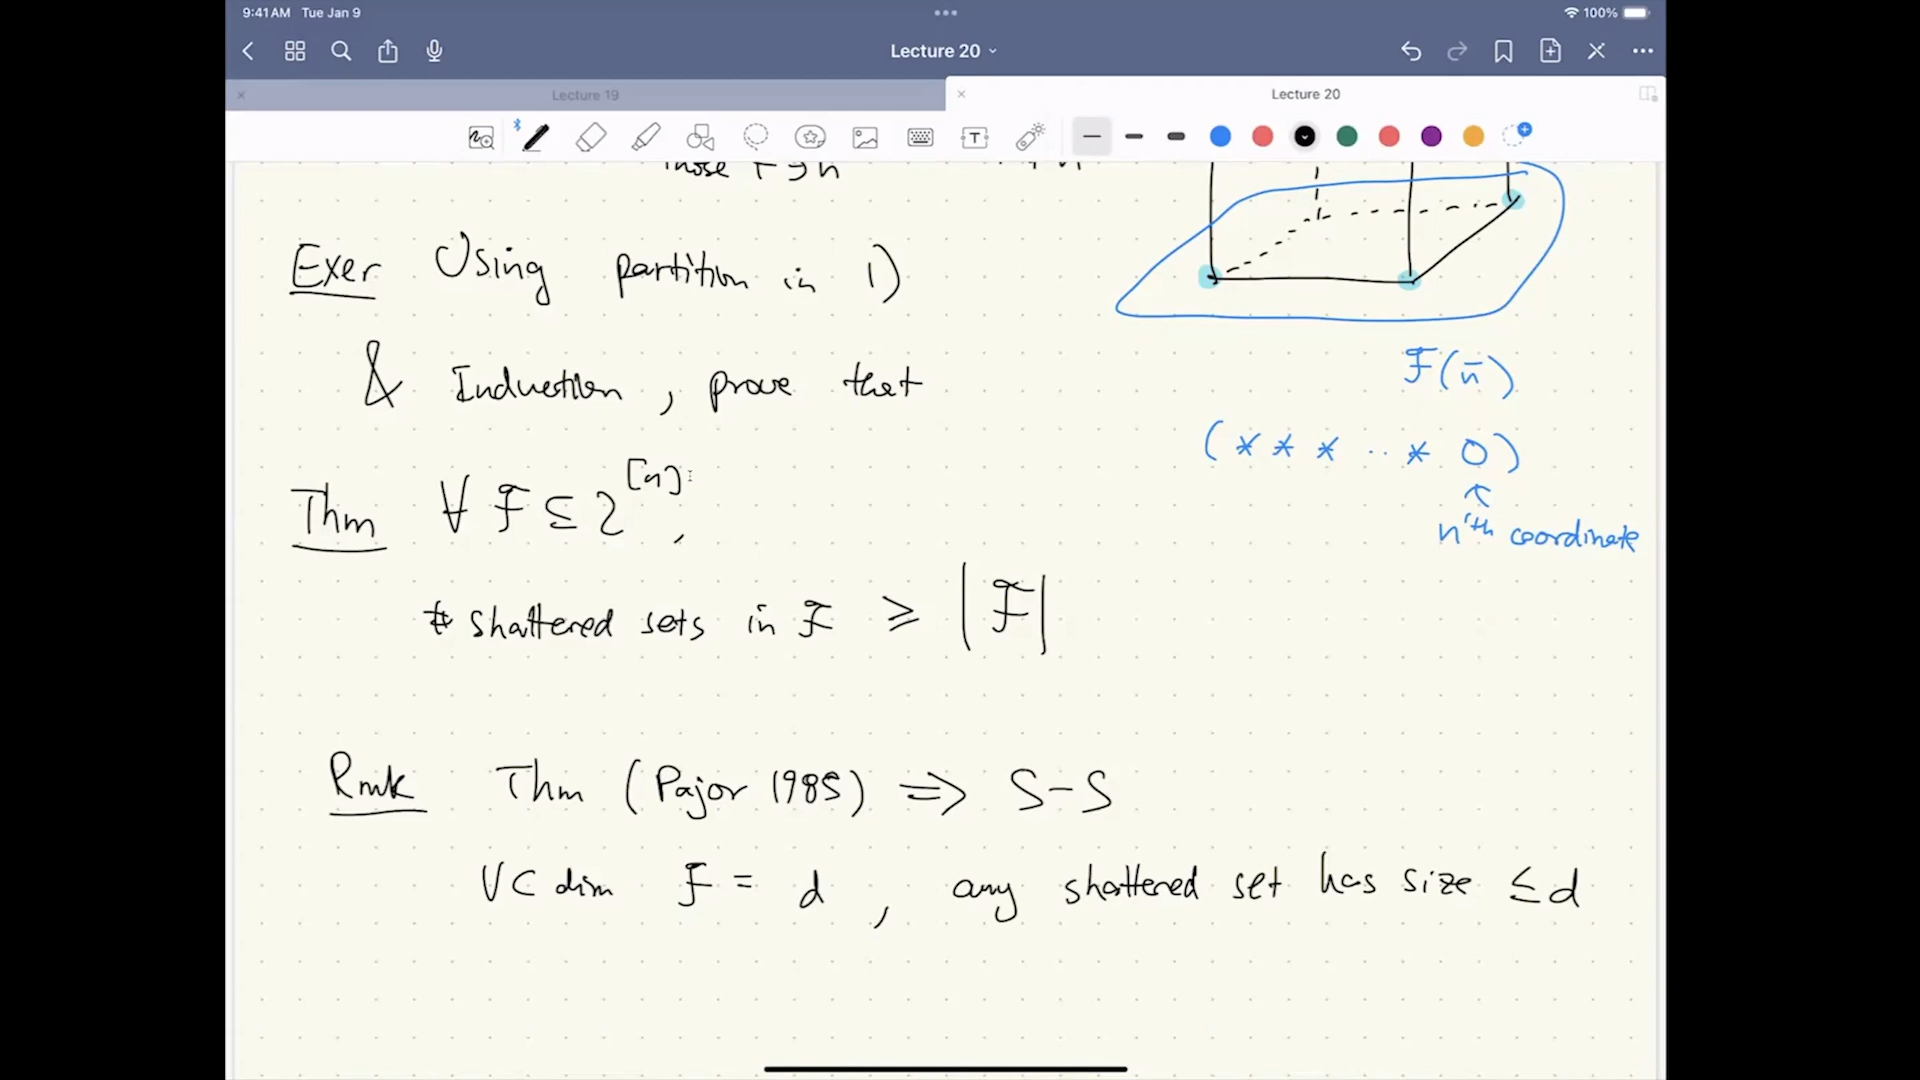 9:41 AM Tue Jan 9
100%
Lecture 20
Lecture 19
Lecture 20
those F ∋ n
Exer Using partition in 1)
& Induction, prove that
F(n̄)
(* * * .. * 0)
n'th coordinate
Thm ∀ F ⊆ 2^[n],
# shattered sets in F ≥ |F|
Rmk Thm (Pajor 1985) ⇒ S-S
VC dim F = d, any shattered set has size ≤ d